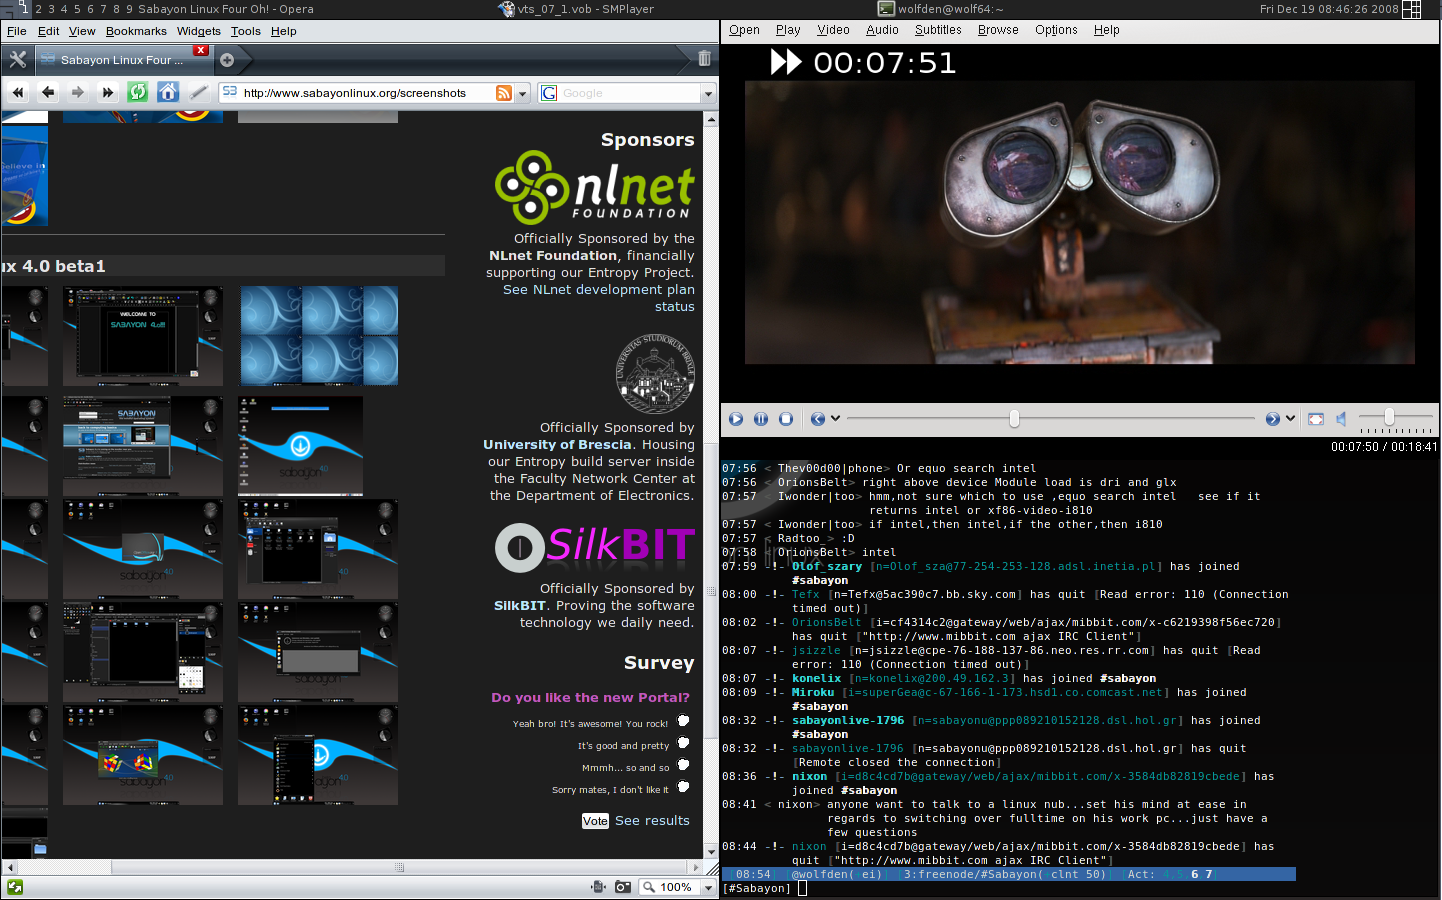 1 2 3 4 5 6 7 8 9 Sabayon Linux Four Oh! - Opera
vts_07_1.vob - SMPlayer
wolfden@wolf64:~
Fri Dec 19 08:46:26 2008
File Edit View Bookmarks Widgets Tools Help
Sabayon Linux Four ...
http://www.sabayonlinux.org/screenshots
Google
Sponsors
nlnet
FOUNDATION
Officially Sponsored by the
NLnet Foundation, financially
supporting our Entropy Project.
See NLnet development plan
status
ux 4.0 beta1
WELCOME TO
SABAYON 4.0!!!
SABAYON
Officially Sponsored by
University of Brescia. Housing
our Entropy build server inside
the Faculty Network Center at
the Department of Electronics.
SilkBIT
Officially Sponsored by
SilkBIT. Proving the software
technology we daily need.
Survey
Do you like the new Portal?
Yeah bro! It's awesome! You rock!
It's good and pretty
Mmmh... so and so
Sorry mates, I don't like it
Vote See results
100%
Open Play Video Audio Subtitles Browse Options Help
00:07:51
00:07:50 / 00:18:41
07:56 < Thev00d00|phone> Or equo search intel
07:56 < OrionsBelt> right above device Module load is dri and glx
07:57 < Iwonder|too> hmm,not sure which to use ,equo search intel   see if it
returns intel or xf86-video-i810
07:57 < Iwonder|too> if intel,then intel,if the other,then i810
07:57 < Radtoo_> :D
07:58 < OrionsBelt> intel
07:59 -!- Olof_szary [n=Olof_sza@77-254-253-128.adsl.inetia.pl] has joined
#sabayon
08:00 -!- Tefx [n=Tefx@5ac390c7.bb.sky.com] has quit [Read error: 110 (Connection
timed out)]
08:02 -!- OrionsBelt [i=cf4314c2@gateway/web/ajax/mibbit.com/x-c6219398f56ec720]
has quit ["http://www.mibbit.com ajax IRC Client"]
08:07 -!- jsizzle [n=jsizzle@cpe-76-188-137-86.neo.res.rr.com] has quit [Read
error: 110 (Connection timed out)]
08:07 -!- konelix [n=konelix@200.49.162.3] has joined #sabayon
08:09 -!- Miroku [i=superGea@c-67-166-1-173.hsd1.co.comcast.net] has joined
#sabayon
08:32 -!- sabayonlive-1796 [n=sabayonu@ppp089210152128.dsl.hol.gr] has joined
#sabayon
08:32 -!- sabayonlive-1796 [n=sabayonu@ppp089210152128.dsl.hol.gr] has quit
[Remote closed the connection]
08:36 -!- nixon [i=d8c4cd7b@gateway/web/ajax/mibbit.com/x-3584db82819cbede] has
joined #sabayon
08:41 < nixon> anyone want to talk to a linux nub...set his mind at ease in
regards to switching over fulltime on his work pc...just have a
few questions
08:44 -!- nixon [i=d8c4cd7b@gateway/web/ajax/mibbit.com/x-3584db82819cbede] has
quit ["http://www.mibbit.com ajax IRC Client"]
[08:54] [@wolfden(+ei)] [3:freenode/#Sabayon(+clnt 50)] [Act: 4,5,6,7]
[#Sabayon]